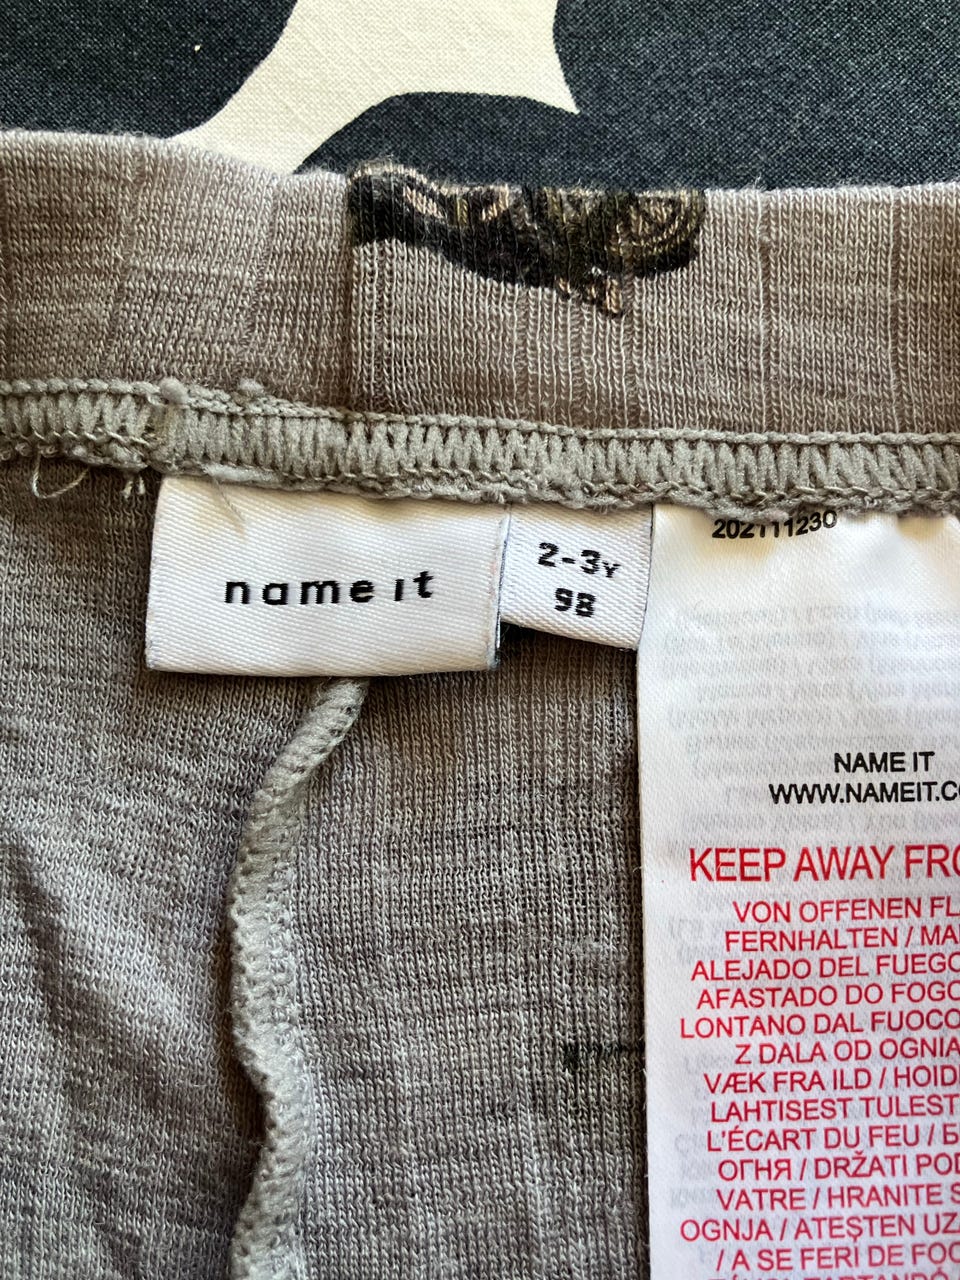 name it
2-3Y
98
202111230
NAME IT
WWW.NAMEIT.CO
KEEP AWAY FRO
VON OFFENEN FL
FERNHALTEN / MA
ALEJADO DEL FUEGO
AFASTADO DO FOGO
LONTANO DAL FUOCO
Z DALA OD OGNIA
VÆK FRA ILD / HOID
LAHTISEST TULEST
L'ÉCART DU FEU / Б
ОГНЯ / DRŽATI POD
VATRE / HRANITE S
OGNJA / ATEȘTEN UZA
/ A SE FERI DE FOC